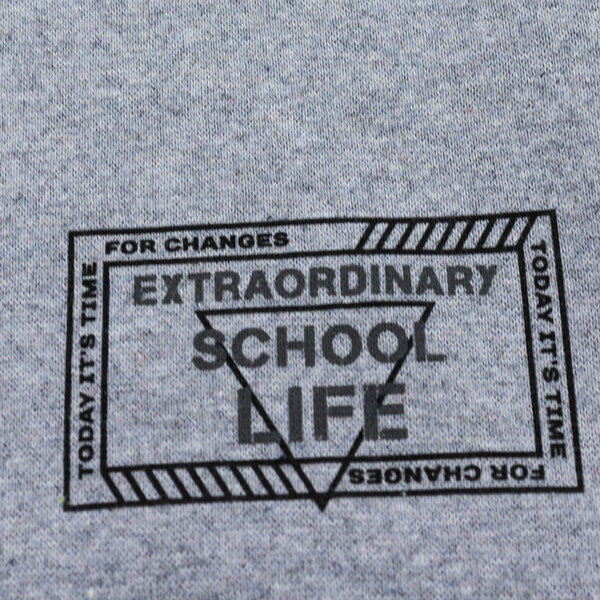 FOR CHANGES
TODAY IT'S TIME
EXTRAORDINARY
SCHOOL
LIFE
TODAY IT'S TIME
FOR CHANGES